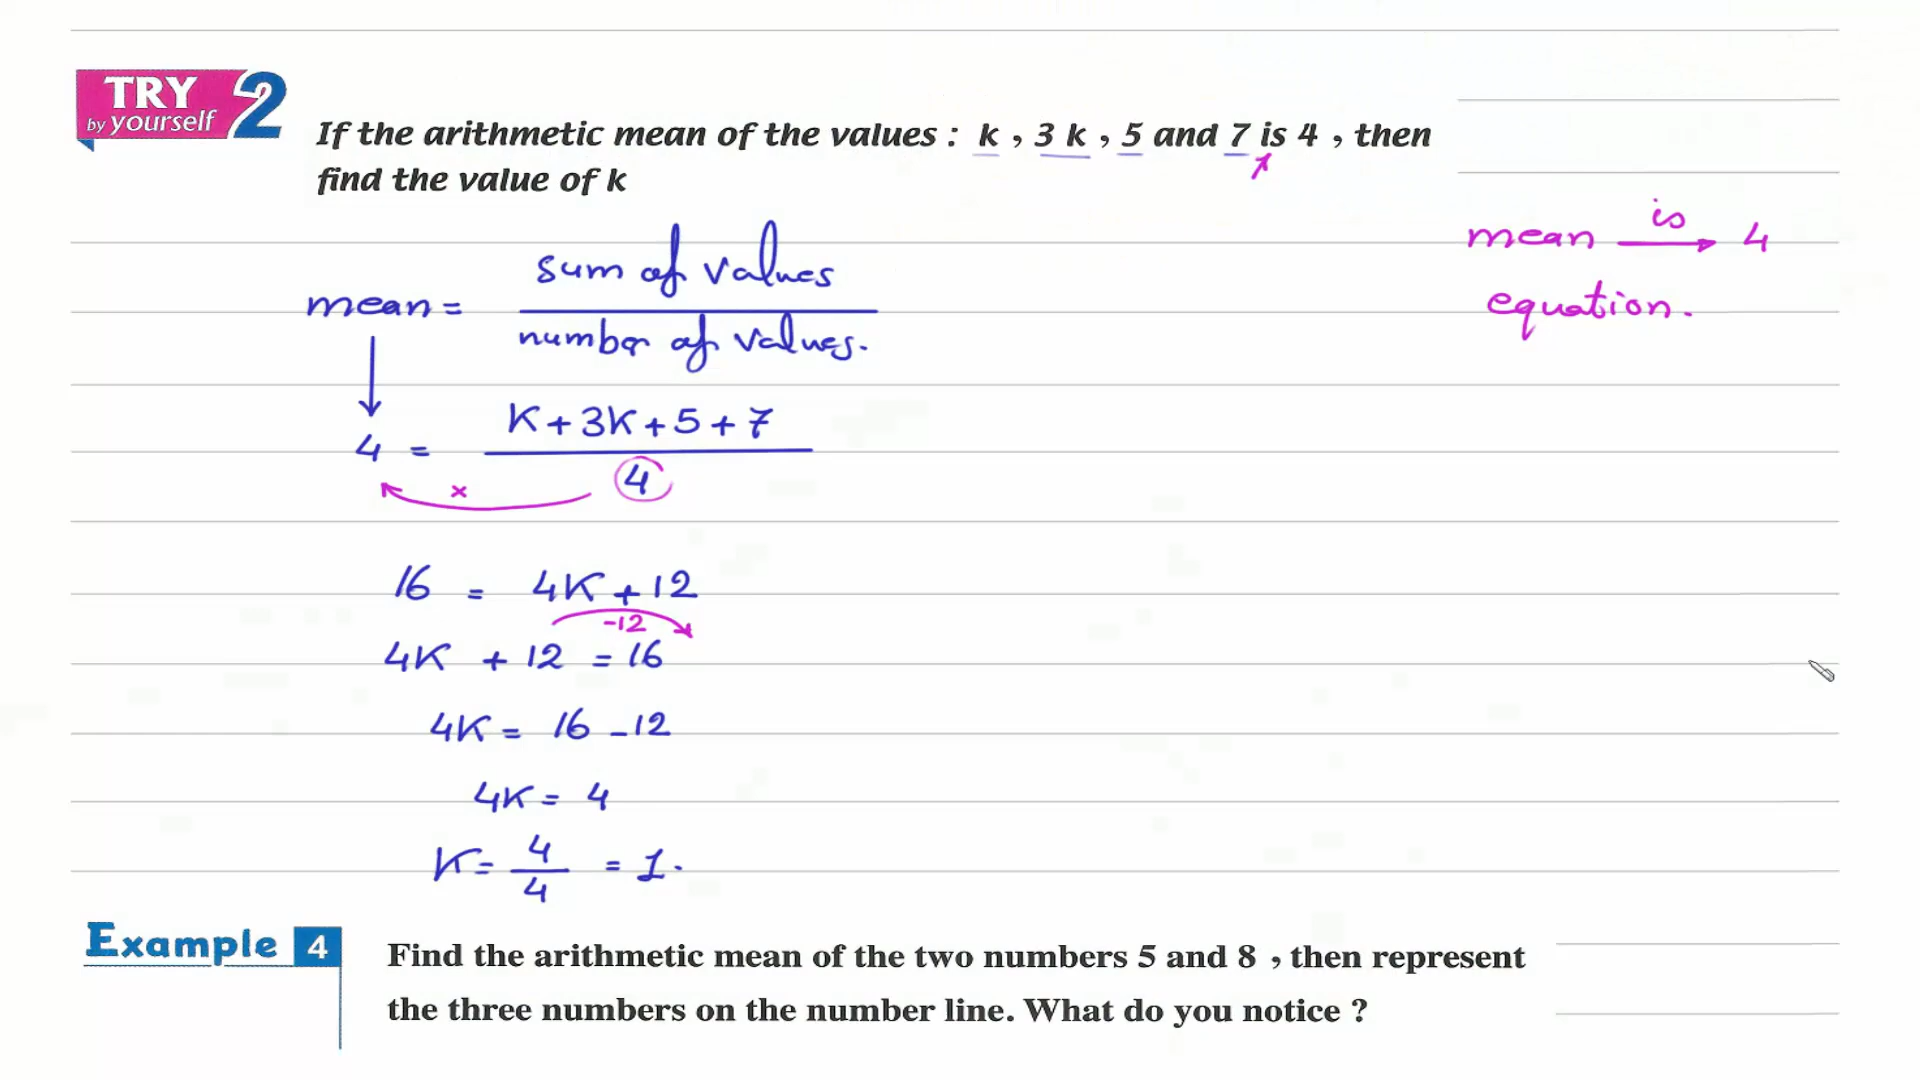 TRY
by yourself 2
If the arithmetic mean of the values : k , 3 k , 5 and 7 is 4 , then
find the value of k
mean is 4
equation.
sum of values
mean =
number of values.
K + 3K + 5 + 7
4 =
4
×
16 = 4K + 12
-12
4K + 12 = 16
4K = 16 - 12
4K = 4
K = 4/4 = 1.
Example 4
Find the arithmetic mean of the two numbers 5 and 8 , then represent
the three numbers on the number line. What do you notice ?